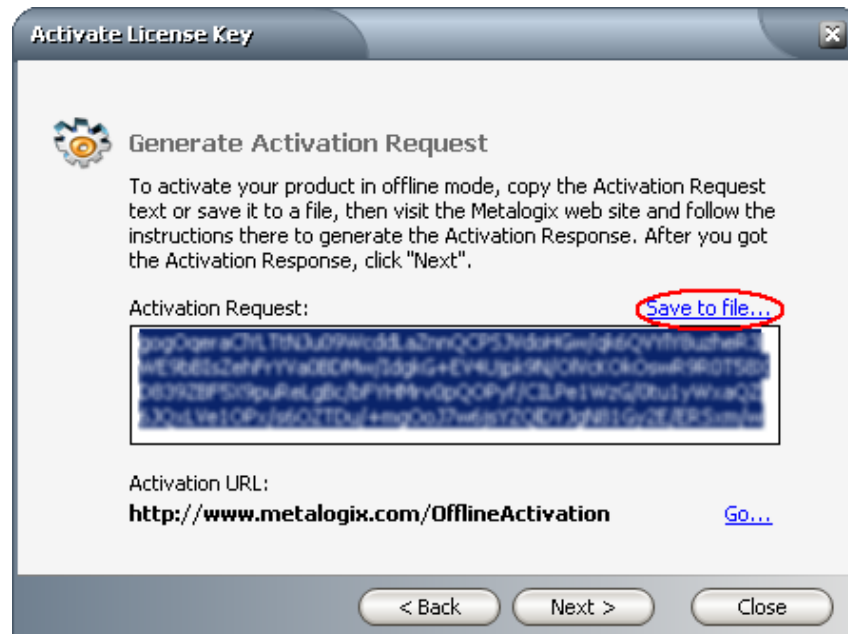 Activate License Key
Generate Activation Request
To activate your product in offline mode, copy the Activation Request
text or save it to a file, then visit the Metalogix web site and follow the
instructions there to generate the Activation Response. After you got
the Activation Response, click "Next".
Activation Request:
Save to file...
Activation URL:
http://www.metalogix.com/OfflineActivation
Go...
< Back
Next >
Close